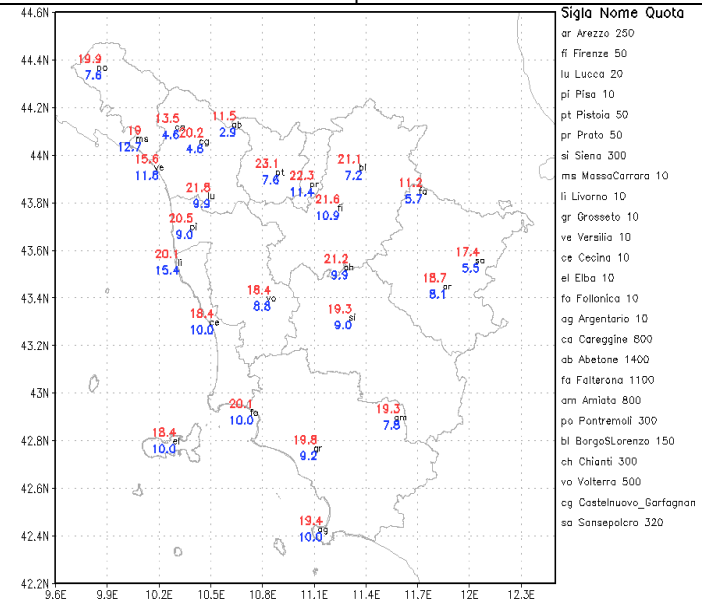 44.6N
44.4N
44.2N
44N
43.8N
43.6N
43.4N
43.2N
43N
42.8N
42.6N
42.4N
42.2N
9.6E 9.9E 10.2E 10.5E 10.8E 11.1E 11.4E 11.7E 12E 12.3E
19.9
po
7.6
13.5
ca
4.6
20.2
cg
4.6
11.5
ab
2.9
19
ms
12.7
15.6
ve
11.8
23.1
pt
7.6
22.3
pr
11.4
21.1
bl
7.2
21.6
fi
10.9
11.2
fa
5.7
21.8
lu
9.9
20.5
pi
9.0
20.1
li
15.4
21.2
ch
9.9
17.4
sa
5.5
18.7
ar
8.1
18.4
vo
8.8
19.3
si
9.0
18.4
ce
10.0
20.1
fo
10.0
19.3
am
7.8
18.4
el
10.0
19.8
gr
9.2
19.4
ag
10.0
Sigla Nome Quota
ar Arezzo 250
fi Firenze 50
lu Lucca 20
pi Pisa 10
pt Pistoia 50
pr Prato 50
si Siena 300
ms MassaCarrara 10
li Livorno 10
gr Grosseto 10
ve Versilia 10
ce Cecina 10
el Elba 10
fo Follonica 10
ag Argentario 10
ca Careggine 800
ab Abetone 1400
fa Falterona 1100
am Amiata 800
po Pontremoli 300
bl BorgoSLorenzo 150
ch Chianti 300
vo Volterra 500
cg Castelnuovo_Garfagnan
sa Sansepolcro 320